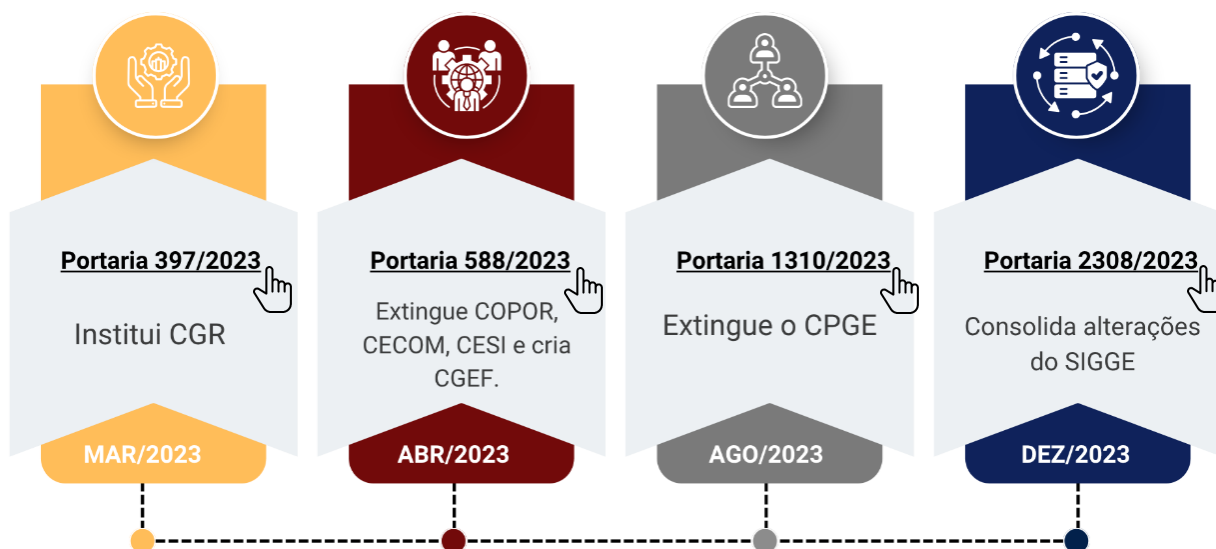 Portaria 397/2023
Institui CGR
MAR/2023
Portaria 588/2023
Extingue COPOR,
CECOM, CESI e cria
CGEF.
ABR/2023
Portaria 1310/2023
Extingue o CPGE
AGO/2023
Portaria 2308/2023
Consolida alterações
do SIGGE
DEZ/2023